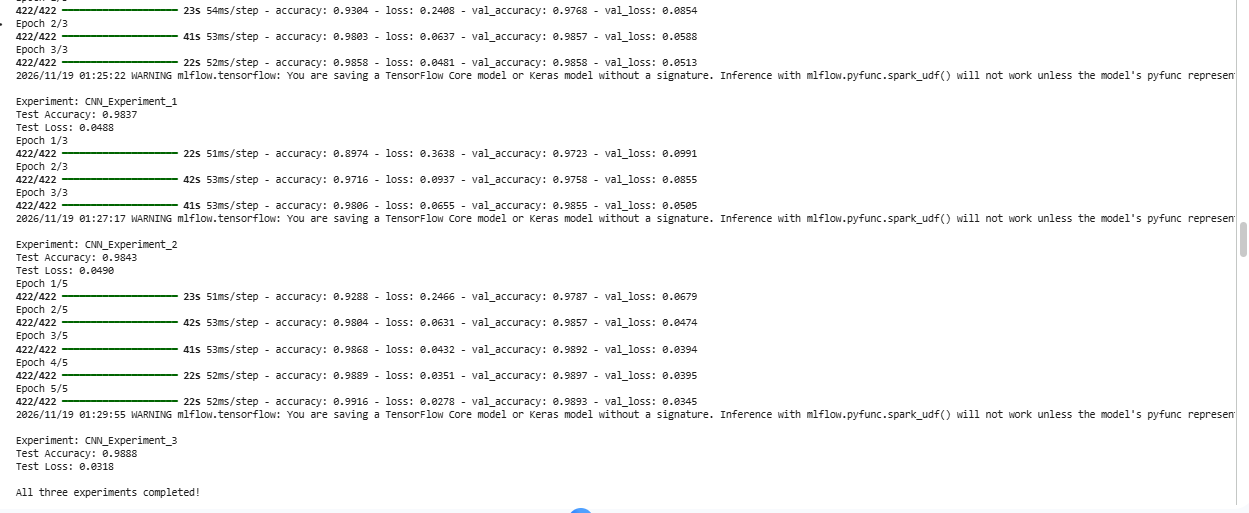 422/422 ━━━━━━━━━━━━━━━━━━━━ 23s 54ms/step - accuracy: 0.9304 - loss: 0.2408 - val_accuracy: 0.9768 - val_loss: 0.0854
Epoch 2/3
422/422 ━━━━━━━━━━━━━━━━━━━━ 41s 53ms/step - accuracy: 0.9803 - loss: 0.0637 - val_accuracy: 0.9857 - val_loss: 0.0588
Epoch 3/3
422/422 ━━━━━━━━━━━━━━━━━━━━ 22s 52ms/step - accuracy: 0.9858 - loss: 0.0481 - val_accuracy: 0.9858 - val_loss: 0.0513
2026/11/19 01:25:22 WARNING mlflow.tensorflow: You are saving a TensorFlow Core model or Keras model without a signature. Inference with mlflow.pyfunc.spark_udf() will not work unless the model's pyfunc represen
Experiment: CNN_Experiment_1
Test Accuracy: 0.9837
Test Loss: 0.0488
Epoch 1/3
422/422 ━━━━━━━━━━━━━━━━━━━━ 22s 51ms/step - accuracy: 0.8974 - loss: 0.3638 - val_accuracy: 0.9723 - val_loss: 0.0991
Epoch 2/3
422/422 ━━━━━━━━━━━━━━━━━━━━ 42s 53ms/step - accuracy: 0.9716 - loss: 0.0937 - val_accuracy: 0.9758 - val_loss: 0.0855
Epoch 3/3
422/422 ━━━━━━━━━━━━━━━━━━━━ 41s 53ms/step - accuracy: 0.9806 - loss: 0.0655 - val_accuracy: 0.9855 - val_loss: 0.0505
2026/11/19 01:27:17 WARNING mlflow.tensorflow: You are saving a TensorFlow Core model or Keras model without a signature. Inference with mlflow.pyfunc.spark_udf() will not work unless the model's pyfunc represen
Experiment: CNN_Experiment_2
Test Accuracy: 0.9843
Test Loss: 0.0490
Epoch 1/5
422/422 ━━━━━━━━━━━━━━━━━━━━ 23s 51ms/step - accuracy: 0.9288 - loss: 0.2466 - val_accuracy: 0.9787 - val_loss: 0.0679
Epoch 2/5
422/422 ━━━━━━━━━━━━━━━━━━━━ 42s 53ms/step - accuracy: 0.9804 - loss: 0.0631 - val_accuracy: 0.9857 - val_loss: 0.0474
Epoch 3/5
422/422 ━━━━━━━━━━━━━━━━━━━━ 41s 53ms/step - accuracy: 0.9868 - loss: 0.0432 - val_accuracy: 0.9892 - val_loss: 0.0394
Epoch 4/5
422/422 ━━━━━━━━━━━━━━━━━━━━ 22s 52ms/step - accuracy: 0.9889 - loss: 0.0351 - val_accuracy: 0.9897 - val_loss: 0.0395
Epoch 5/5
422/422 ━━━━━━━━━━━━━━━━━━━━ 22s 52ms/step - accuracy: 0.9916 - loss: 0.0278 - val_accuracy: 0.9893 - val_loss: 0.0345
2026/11/19 01:29:55 WARNING mlflow.tensorflow: You are saving a TensorFlow Core model or Keras model without a signature. Inference with mlflow.pyfunc.spark_udf() will not work unless the model's pyfunc represen
Experiment: CNN_Experiment_3
Test Accuracy: 0.9888
Test Loss: 0.0318
All three experiments completed!